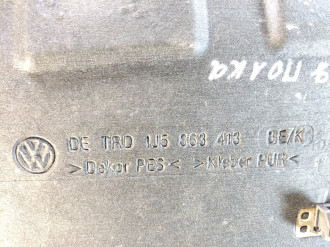 Полка
DE TRD 1J5 863 413 BE/K
>Dekor PES< >Kleber PUR<